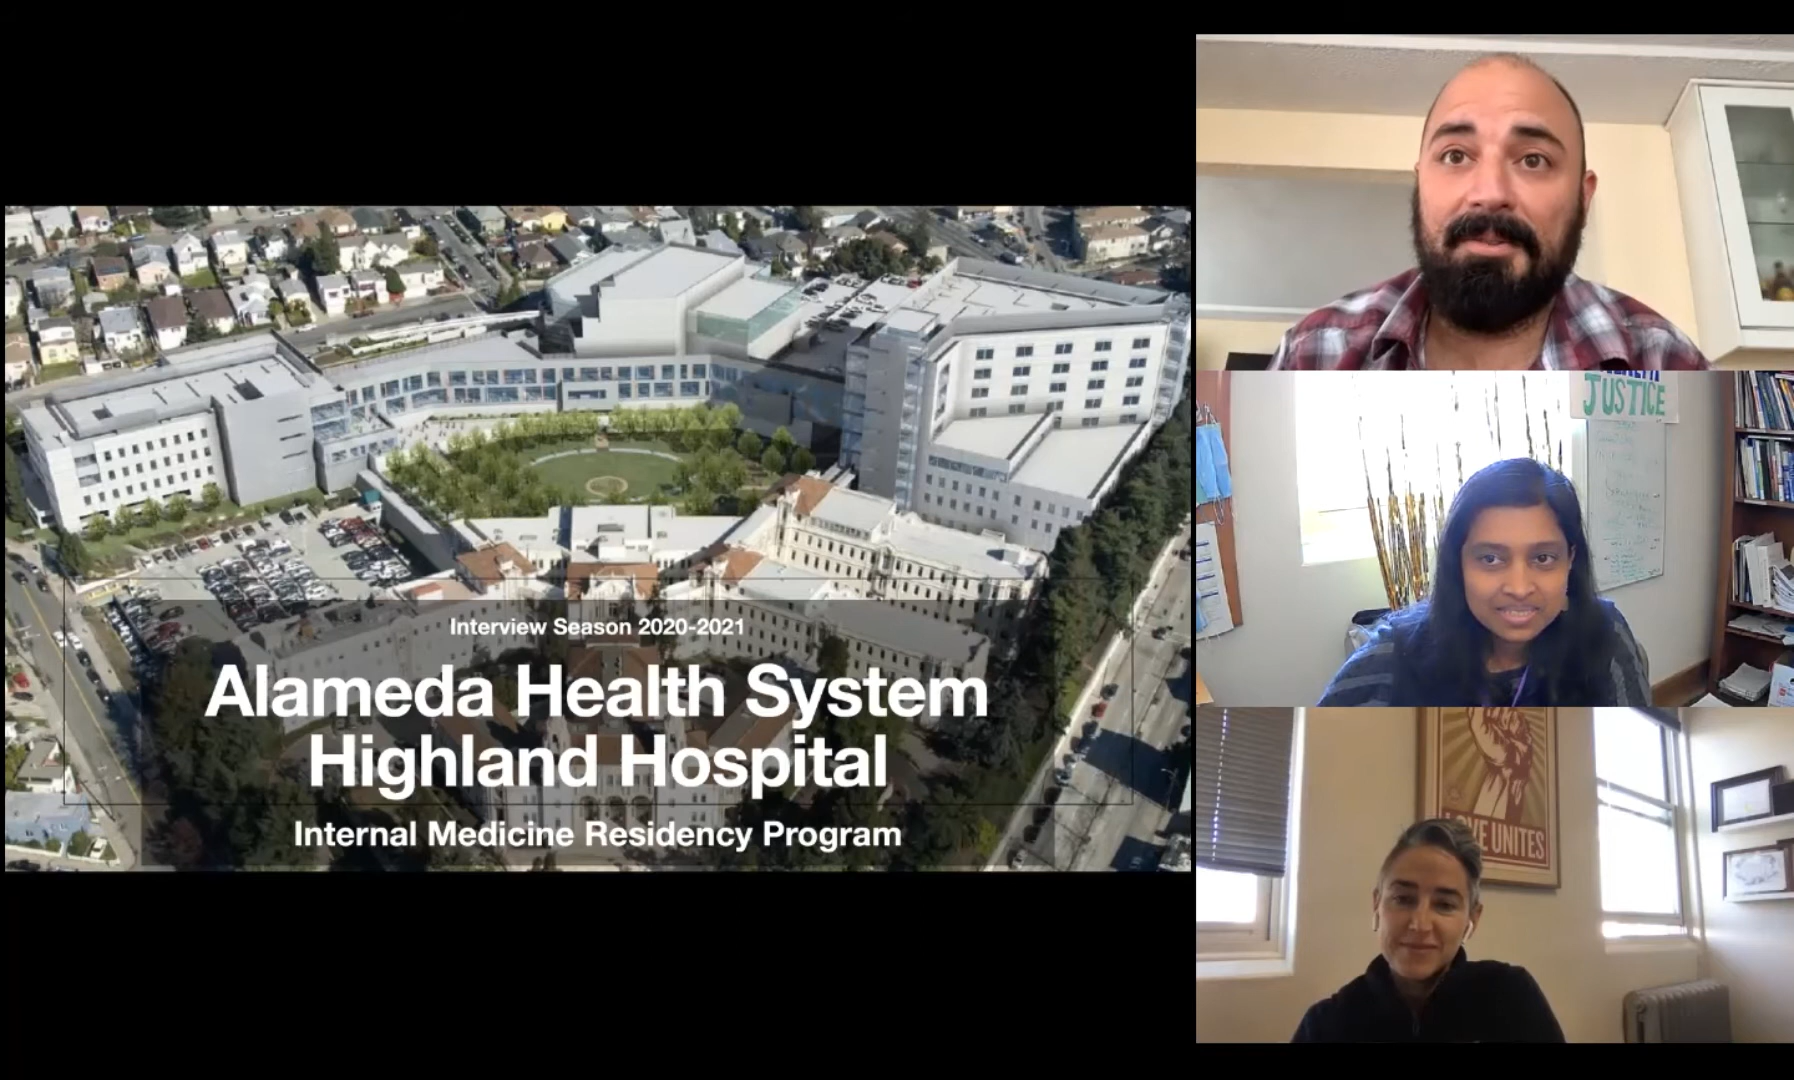 Interview Season 2020-2021
Alameda Health System
Highland Hospital
Internal Medicine Residency Program
JUSTICE
LOVE UNITES